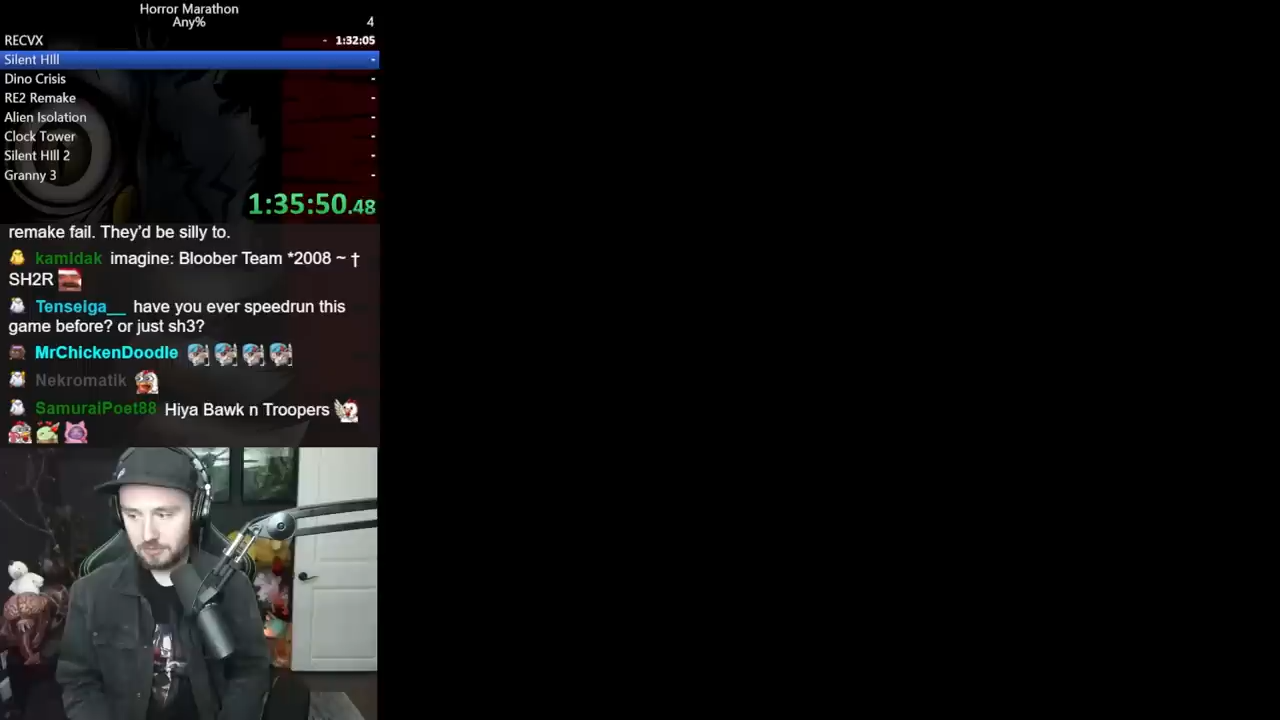 Horror Marathon
Any%
4
RECVX - 1:32:05
Silent HIll -
Dino Crisis -
RE2 Remake -
Alien Isolation -
Clock Tower -
Silent HIll 2 -
Granny 3 -
1:35:50.48
remake fail. They'd be silly to.
kamIdak imagine: Bloober Team *2008 ~ †
SH2R
Tenseiga__ have you ever speedrun this
game before? or just sh3?
MrChickenDoodle
Nekromatik
SamuraiPoet88 Hiya Bawk n Troopers